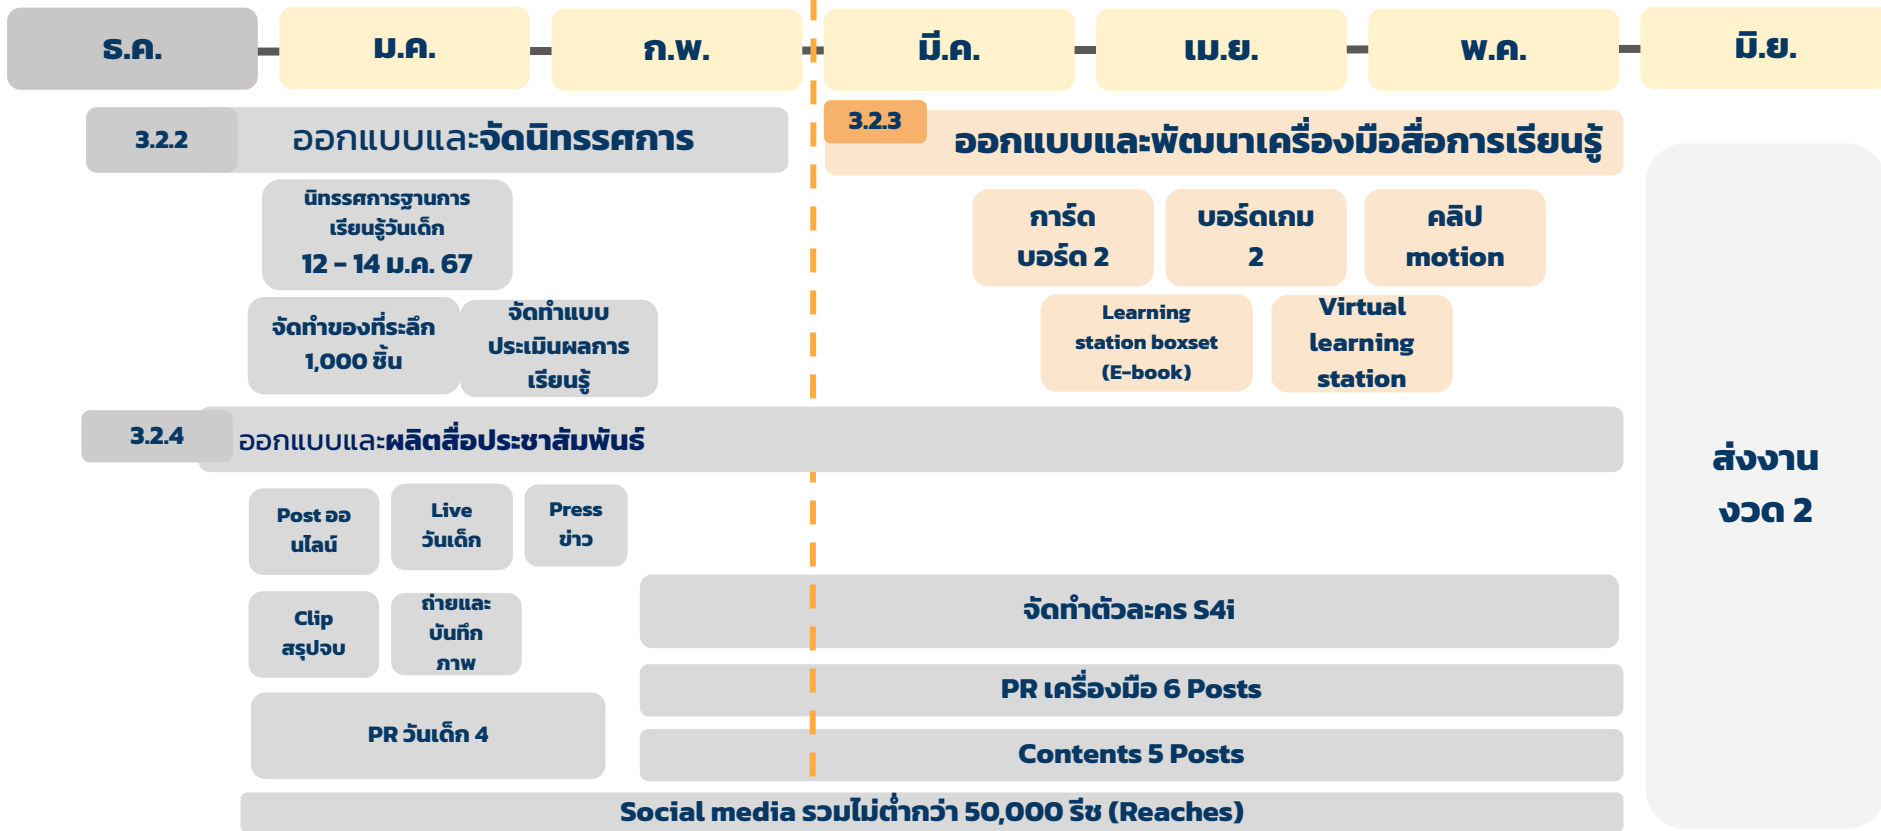 ธ.ค.
ม.ค.
ก.พ.
มี.ค.
เม.ย.
พ.ค.
มิ.ย.
3.2.2
ออกแบบและจัดนิทรรศการ
3.2.3
ออกแบบและพัฒนาเครื่องมือสื่อการเรียนรู้
นิทรรศการฐานการ
เรียนรู้วันเด็ก
12 - 14 ม.ค. 67
การ์ด
บอร์ด 2
บอร์ดเกม
2
คลิป
motion
จัดทำของที่ระลึก
1,000 ชิ้น
จัดทำแบบ
ประเมินผลการ
เรียนรู้
Learning
station boxset
(E-book)
Virtual
learning
station
3.2.4
ออกแบบและผลิตสื่อประชาสัมพันธ์
ส่งงาน
งวด 2
Post ออ
นไลน์
Live
วันเด็ก
Press
ข่าว
Clip
สรุปจบ
ถ่ายและ
บันทึก
ภาพ
จัดทำตัวละคร S4i
PR เครื่องมือ 6 Posts
PR วันเด็ก 4
Contents 5 Posts
Social media รวมไม่ต่ำกว่า 50,000 รีช (Reaches)